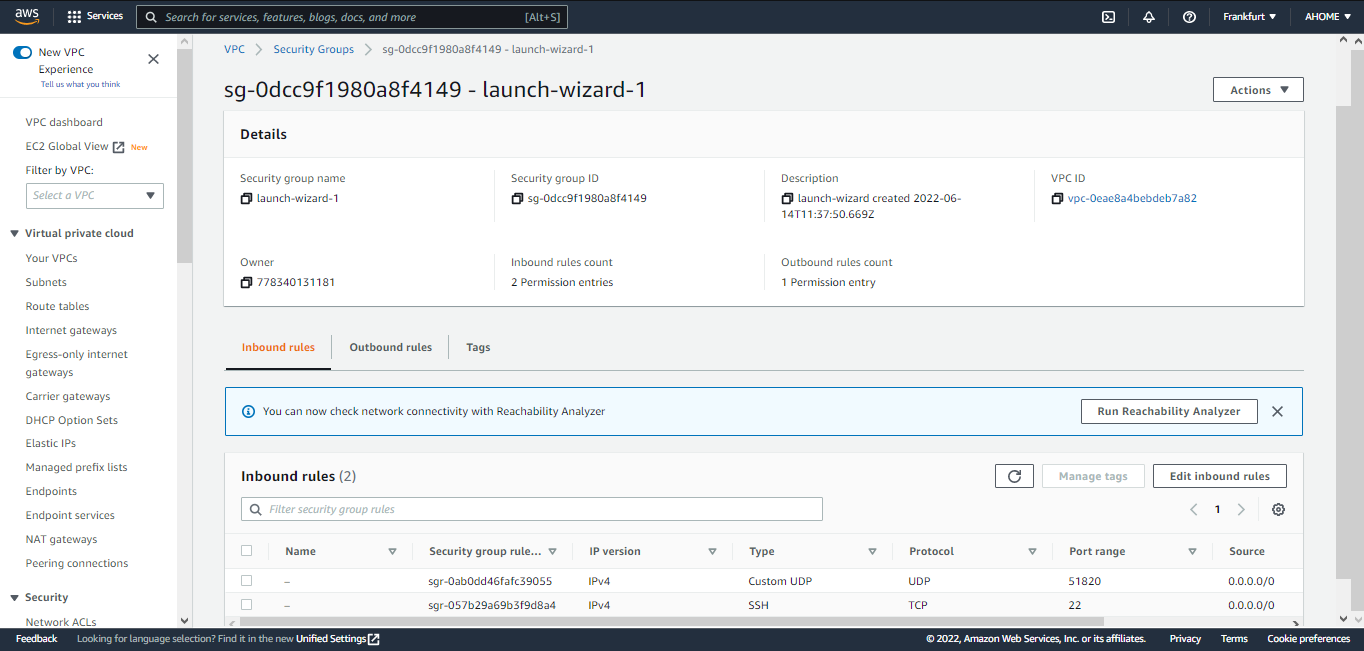 aws
Services
Search for services, features, blogs, docs, and more
[Alt+S]
Frankfurt
AHOME
New VPC
Experience
Tell us what you think
VPC dashboard
EC2 Global View
New
Filter by VPC:
Select a VPC
Virtual private cloud
Your VPCs
Subnets
Route tables
Internet gateways
Egress-only internet
gateways
Carrier gateways
DHCP Option Sets
Elastic IPs
Managed prefix lists
Endpoints
Endpoint services
NAT gateways
Peering connections
Security
Network ACLs
VPC
Security Groups
sg-0dcc9f1980a8f4149 - launch-wizard-1
sg-0dcc9f1980a8f4149 - launch-wizard-1
Actions
Details
Security group name
launch-wizard-1
Security group ID
sg-0dcc9f1980a8f4149
Description
launch-wizard created 2022-06-
14T11:37:50.669Z
VPC ID
vpc-0eae8a4bebdeb7a82
Owner
778340131181
Inbound rules count
2 Permission entries
Outbound rules count
1 Permission entry
Inbound rules
Outbound rules
Tags
You can now check network connectivity with Reachability Analyzer
Run Reachability Analyzer
Inbound rules (2)
Manage tags
Edit inbound rules
Filter security group rules
1
Name
Security group rule...
IP version
Type
Protocol
Port range
Source
– sgr-0ab0dd46fafc39055 IPv4 Custom UDP UDP 51820 0.0.0.0/0
– sgr-057b29a69b3f9d8a4 IPv4 SSH TCP 22 0.0.0.0/0
Feedback
Looking for language selection? Find it in the new Unified Settings
© 2022, Amazon Web Services, Inc. or its affiliates.
Privacy
Terms
Cookie preferences